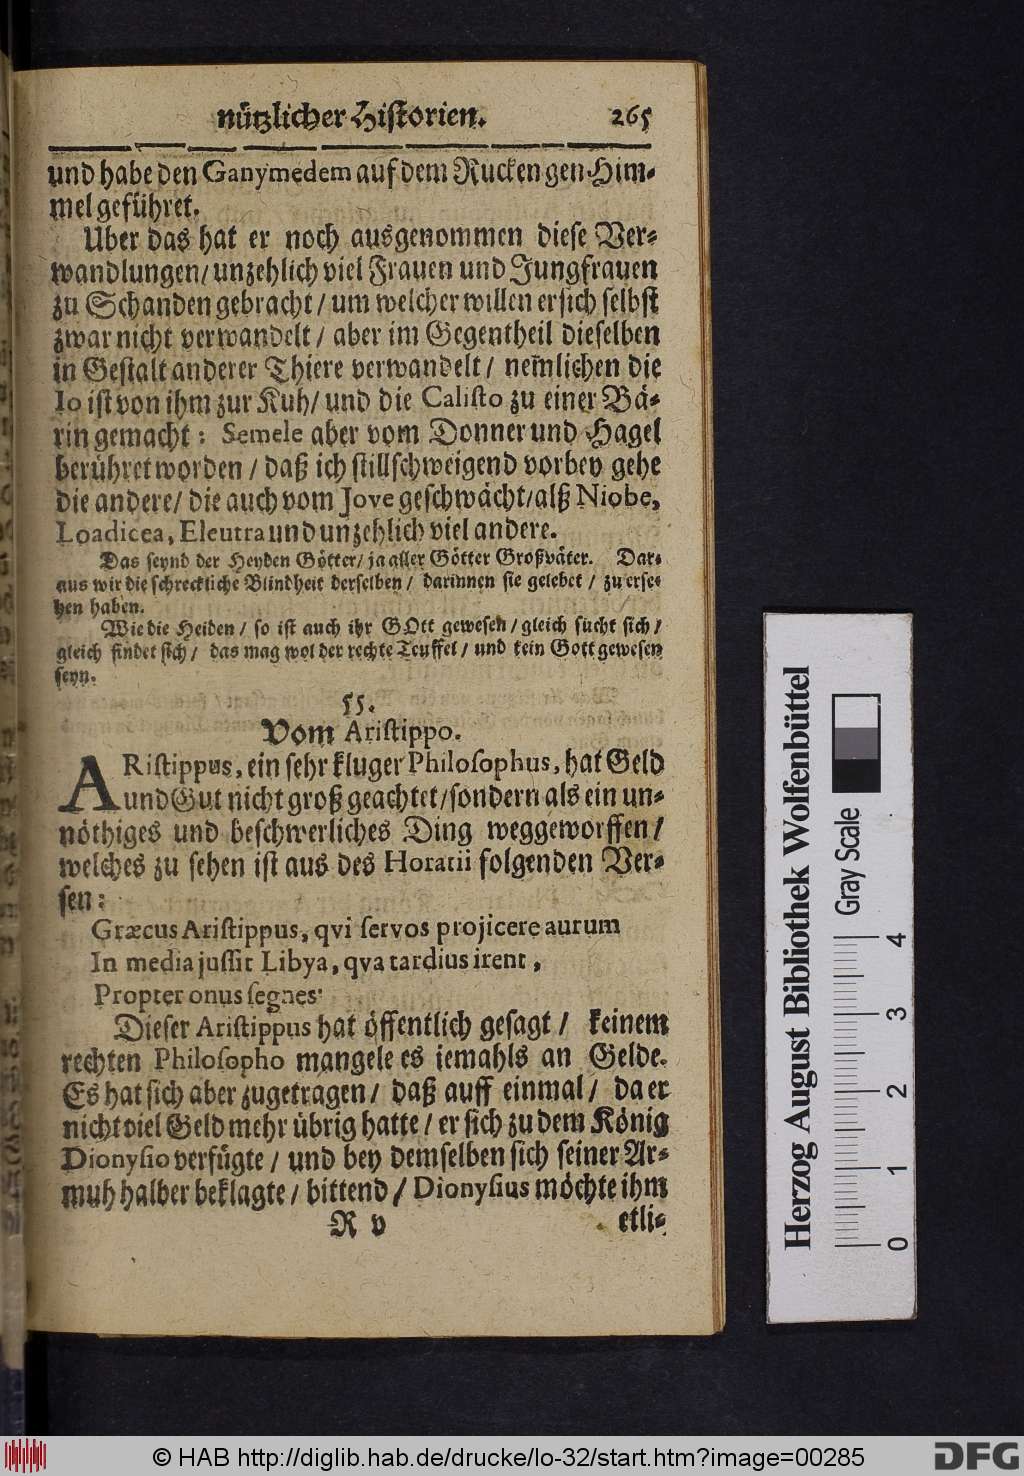 nützlicher Historien. 265
und habe den Ganymedem auf dem Rucken gen Him-
mel geführet.
Uber das hat er noch ausgenommen diese Ver-
wandlungen/ unzehlich viel Frauen und Jungfrauen
zu Schanden gebracht/ um welcher willen er sich selbst
zwar nicht verwandelt/ aber im Gegentheil dieselben
in Gestalt anderer Thiere verwandelt/ nem̃lichen die
Io ist von ihm zur Kuh/ und die Calisto zu einer Bä-
rin gemacht: Semele aber vom Donner und Hagel
berühret worden/ daß ich stillschweigend vorbey gehe
die andere/ die auch vom Jove geschwächt/ alß Niobe,
Loadicea, Eleutra und unzehlich viel andere.
Das seynd der Heyden Götter/ ja aller Götter Großväter. Dar-
aus wir die schreckliche Blindheit derselben/ darinnen sie gelebet/ zu erse-
hen haben.
Wie die Heiden/ so ist auch ihr GOtt gewesen/ gleich sucht sich/
gleich findet sich/ das mag wol der rechte Teuffel/ und kein Gott gewesen
seyn.
55.
Vom Aristippo.
ARistippus, ein sehr kluger Philosophus, hat Geld
und Gut nicht groß geachtet/ sondern als ein un-
nöthiges und beschwerliches Ding weggeworffen/
welches zu sehen ist aus des Horatii folgenden Ver-
sen:
Græcus Aristippus, qvi servos projicere aurum
In media jussit Libya, qva tardius irent,
Propter onus segnes.
Dieser Aristippus hat öffentlich gesagt/ keinem
rechten Philosopho mangele es iemahls an Gelde.
Es hat sich aber zugetragen/ daß auff einmal/ da er
nicht viel Geld mehr übrig hatte/ er sich zu dem König
Dionysio verfügte/ und bey demselben sich seiner Ar-
muh halber beklagte/ bittend/ Dionysius möchte ihm
R v etli-
Herzog August Bibliothek Wolfenbüttel
Gray Scale
0 1 2 3 4
© HAB http://diglib.hab.de/drucke/lo-32/start.htm?image=00285
DFG